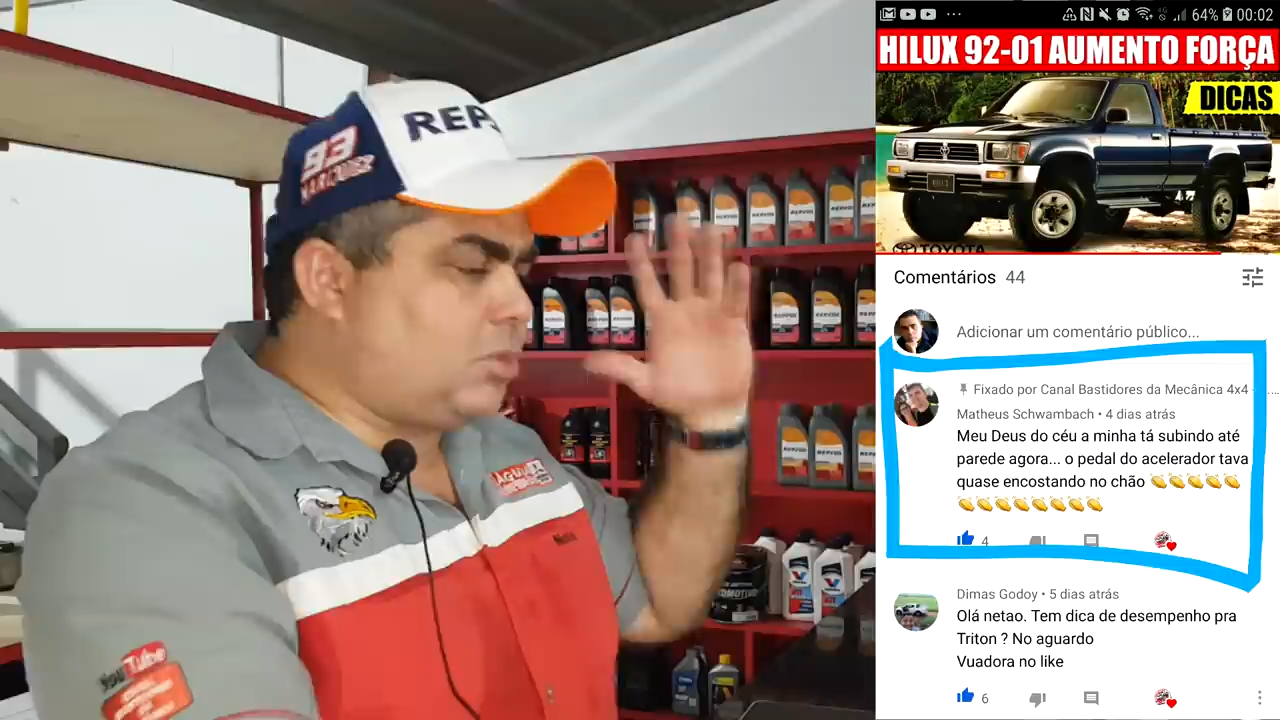 REPS
93
64% 00:02
HILUX 92-01 AUMENTO FORÇA
DICAS
TOYOTA
Comentários 44
Adicionar um comentário público...
Fixado por Canal Bastidores da Mecânica 4x4 -...
Matheus Schwambach • 4 dias atrás
Meu Deus do céu a minha tá subindo até
parede agora... o pedal do acelerador tava
quase encostando no chão 👏👏👏👏👏
👏👏👏👏👏👏👏👏
4
Dimas Godoy • 5 dias atrás
Olá netao. Tem dica de desempenho pra
Triton ? No aguardo
Vuadora no like
6
YouTube